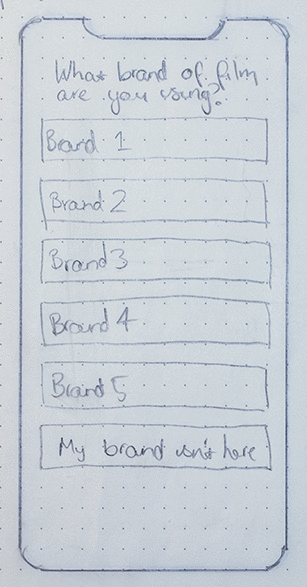 What brand of film
are you using?
Brand 1
Brand 2
Brand 3
Brand 4
Brand 5
My brand isn't here